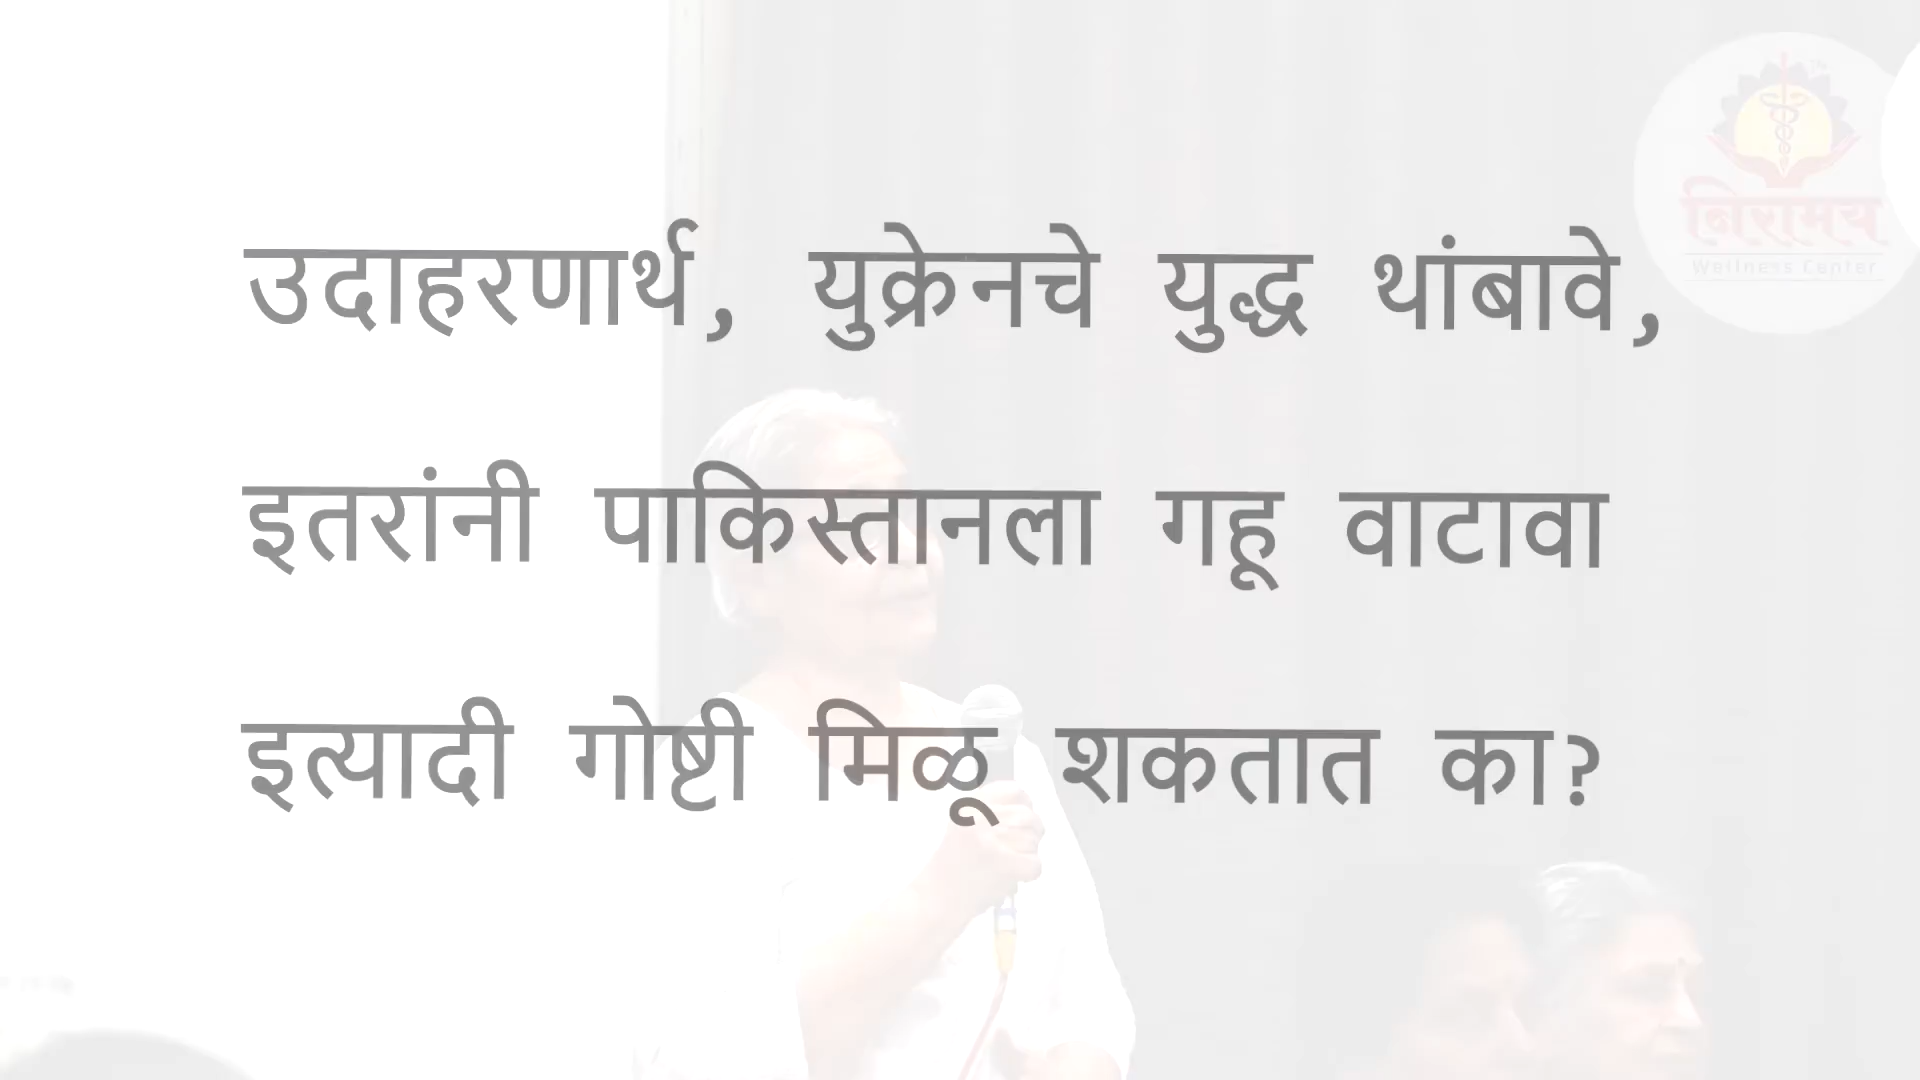 उदाहरणार्थ, युक्रेनचे युद्ध थांबावे,
इतरांनी पाकिस्तानला गहू वाटावा
इत्यादी गोष्टी मिळू शकतात का?
निरामय
Wellness Center